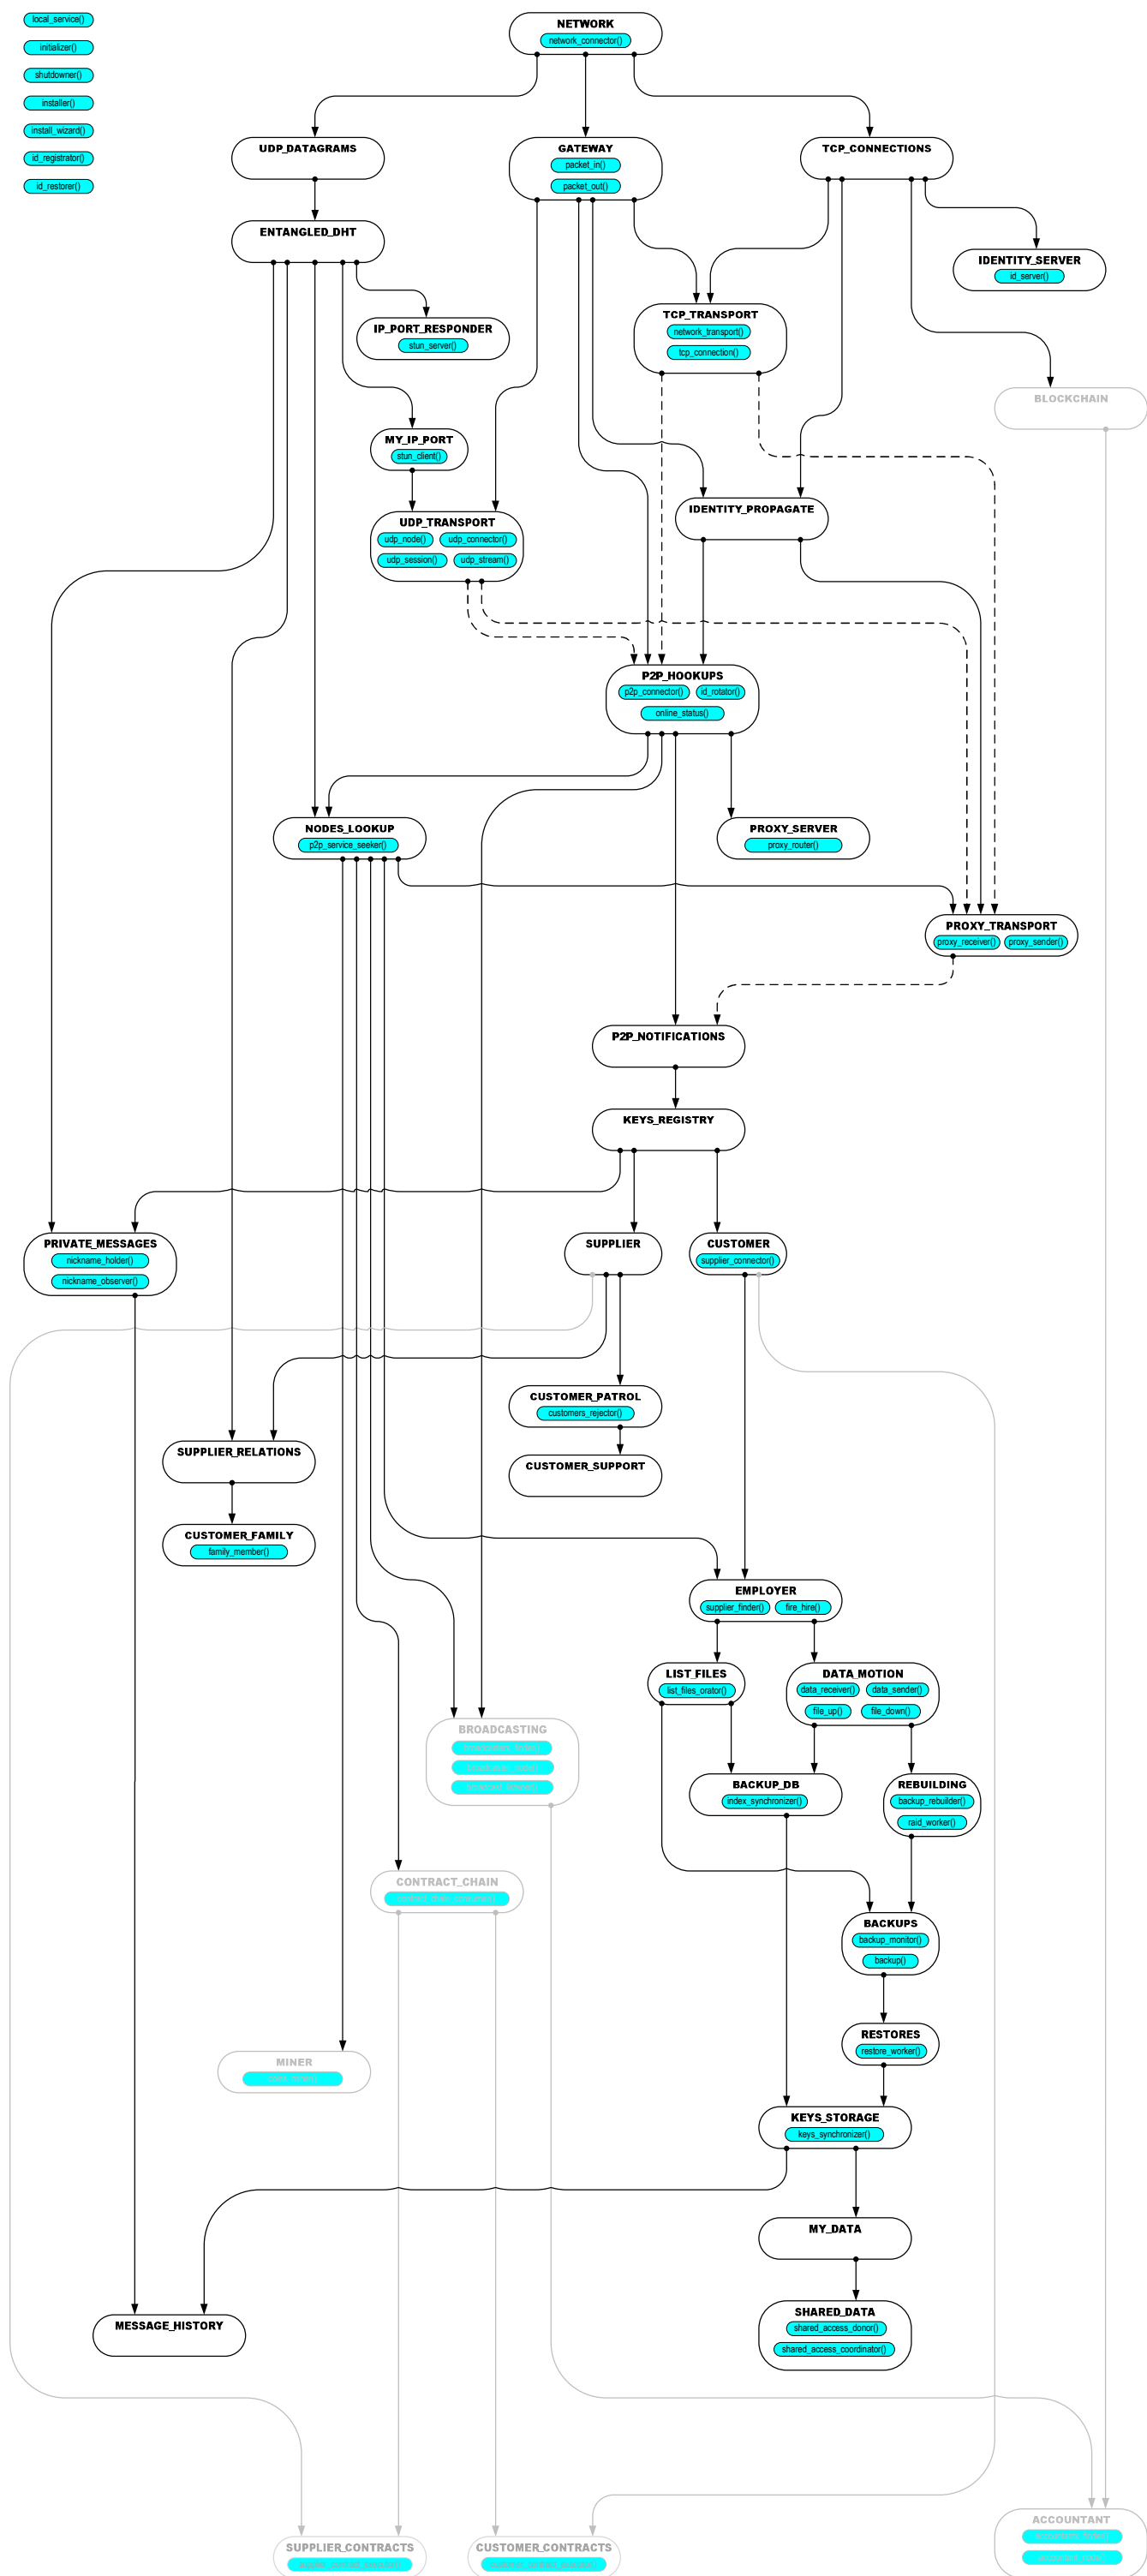 local_service()
initializer()
shutdowner()
installer()
install_wizard()
id_registrator()
id_restorer()
NETWORK
network_connector()
UDP_DATAGRAMS
GATEWAY
packet_in()
packet_out()
TCP_CONNECTIONS
ENTANGLED_DHT
IDENTITY_SERVER
id_server()
IP_PORT_RESPONDER
stun_server()
TCP_TRANSPORT
network_transport()
tcp_connection()
BLOCKCHAIN
MY_IP_PORT
stun_client()
IDENTITY_PROPAGATE
UDP_TRANSPORT
udp_node() udp_connector()
udp_session() udp_stream()
P2P_HOOKUPS
p2p_connector() id_rotator()
online_status()
NODES_LOOKUP
p2p_service_seeker()
PROXY_SERVER
proxy_router()
PROXY_TRANSPORT
proxy_receiver() proxy_sender()
P2P_NOTIFICATIONS
KEYS_REGISTRY
PRIVATE_MESSAGES
nickname_holder()
nickname_observer()
SUPPLIER
CUSTOMER
supplier_connector()
CUSTOMER_PATROL
customers_rejector()
SUPPLIER_RELATIONS
CUSTOMER_SUPPORT
CUSTOMER_FAMILY
family_member()
EMPLOYER
supplier_finder() fire_hire()
LIST_FILES
list_files_orator()
DATA_MOTION
data_receiver() data_sender()
file_up() file_down()
BROADCASTING
BACKUP_DB
index_synchronizer()
REBUILDING
backup_rebuilder()
raid_worker()
CONTRACT_CHAIN
BACKUPS
backup_monitor()
backup()
RESTORES
restore_worker()
MINER
KEYS_STORAGE
keys_synchronizer()
MY_DATA
SHARED_DATA
shared_access_donor()
shared_access_coordinator()
MESSAGE_HISTORY
ACCOUNTANT
SUPPLIER_CONTRACTS
CUSTOMER_CONTRACTS